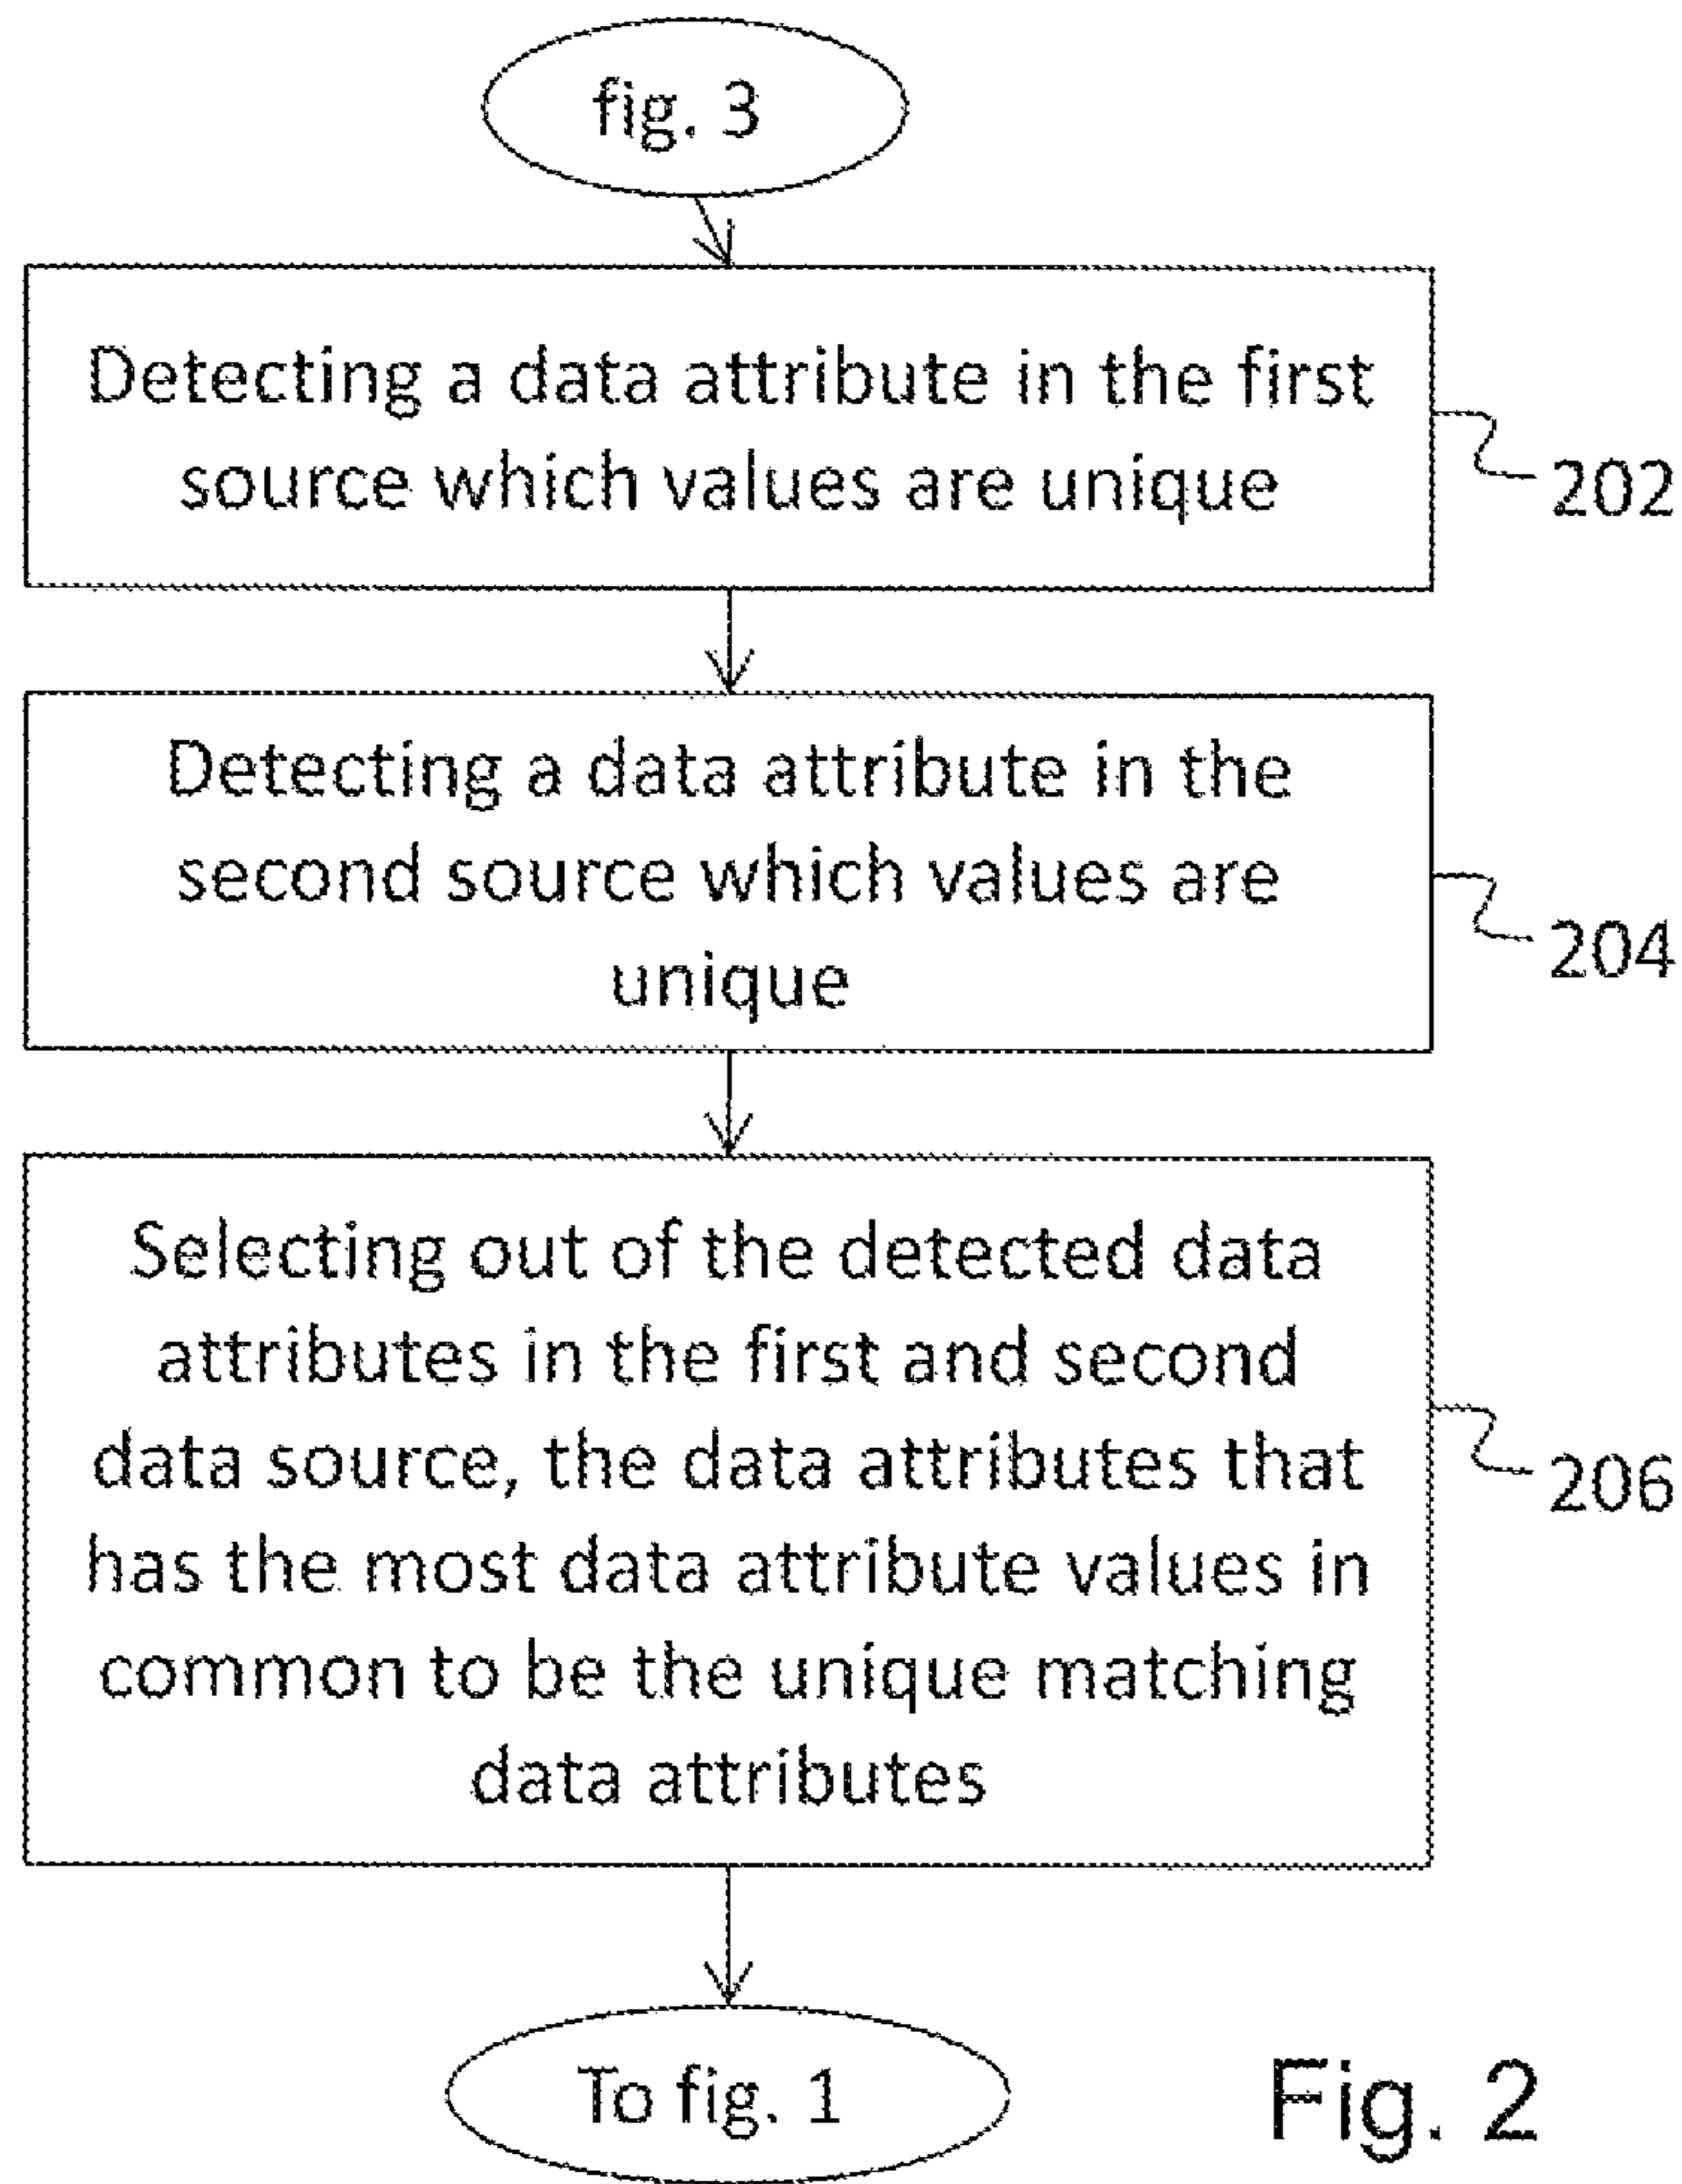 fig. 3
Detecting a data attribute in the first
source which values are unique
202
Detecting a data attribute in the
second source which values are
unique
204
Selecting out of the detected data
attributes in the first and second
data source, the data attributes that
has the most data attribute values in
common to be the unique matching
data attributes
206
To fig. 1
Fig. 2